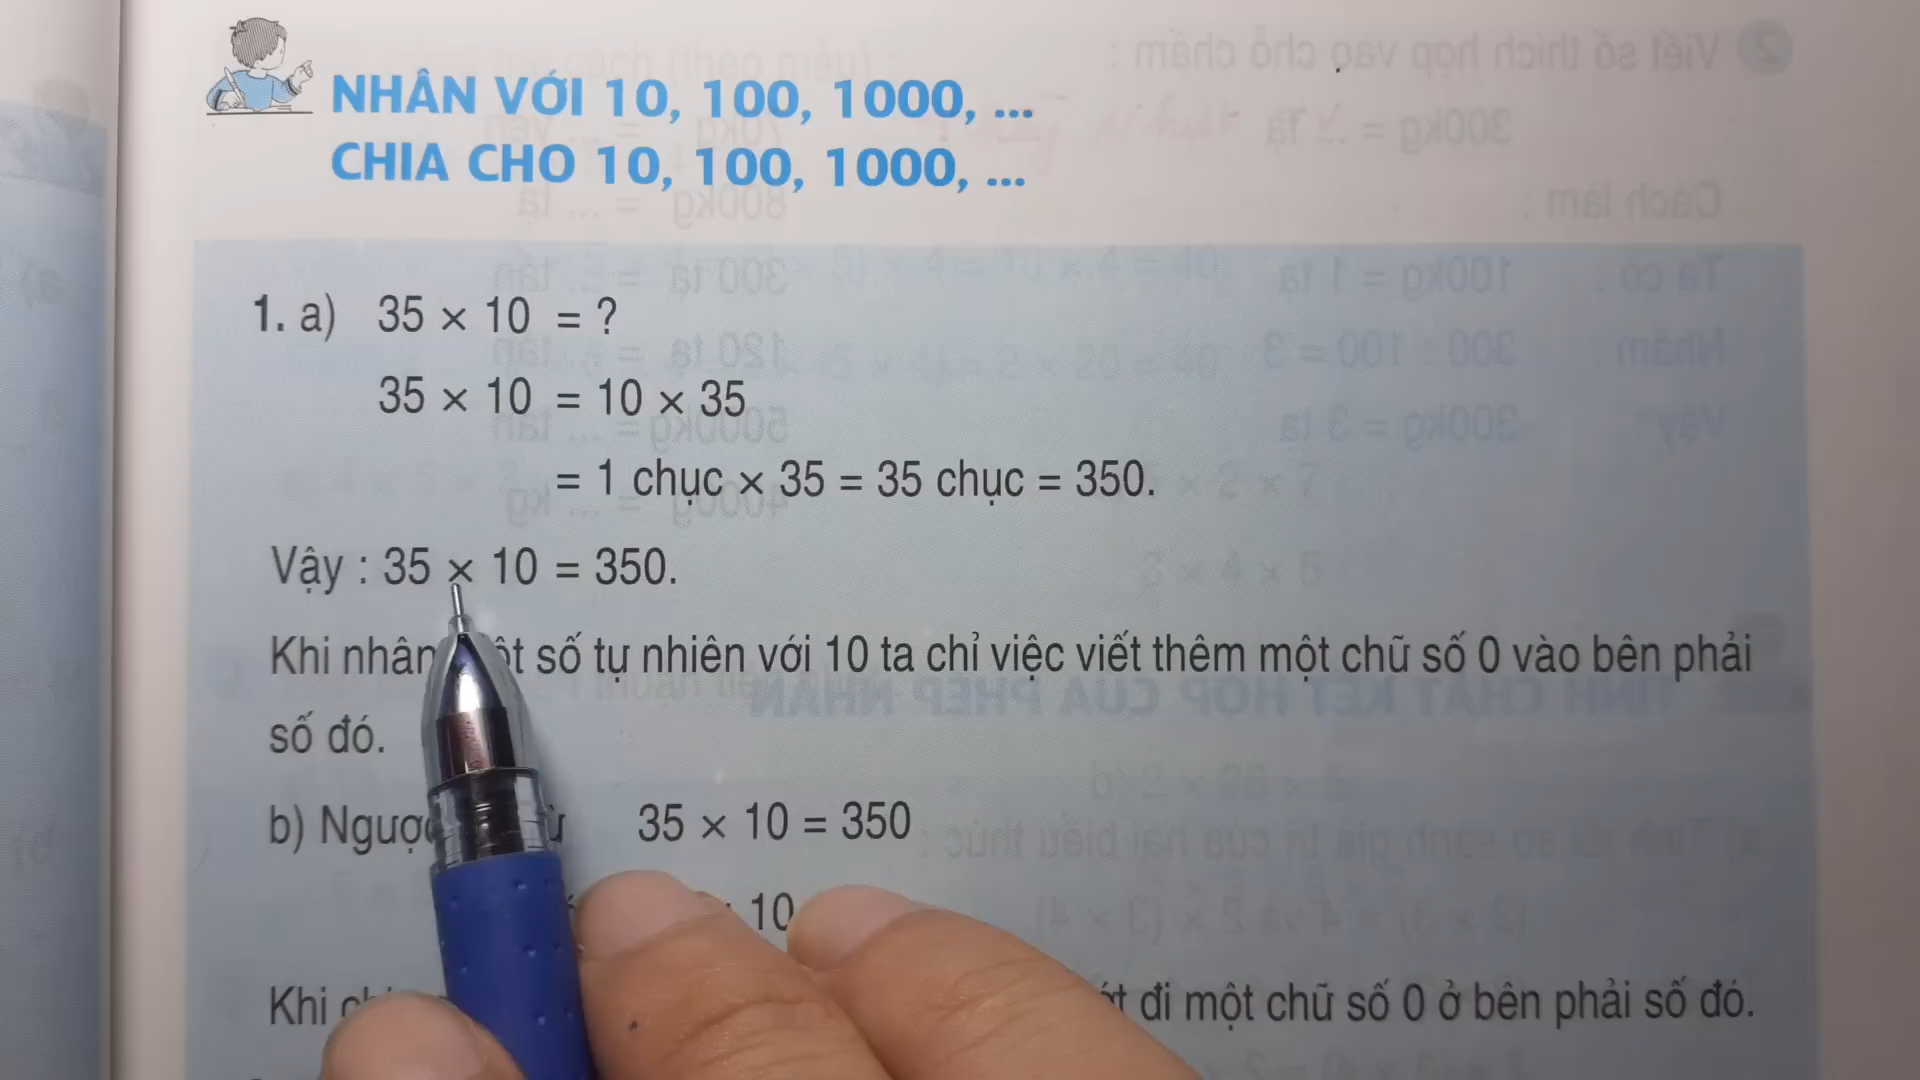 NHÂN VỚI 10, 100, 1000, ...
CHIA CHO 10, 100, 1000, ...
1. a) 35 × 10 = ?
35 × 10 = 10 × 35
= 1 chục × 35 = 35 chục = 350.
Vậy : 35 × 10 = 350.
Khi nhân số tự nhiên với 10 ta chỉ việc viết thêm một chữ số 0 vào bên phải
số đó.
b) 35 × 10 = 350
10
Khi đi một chữ số 0 ở bên phải số đó.